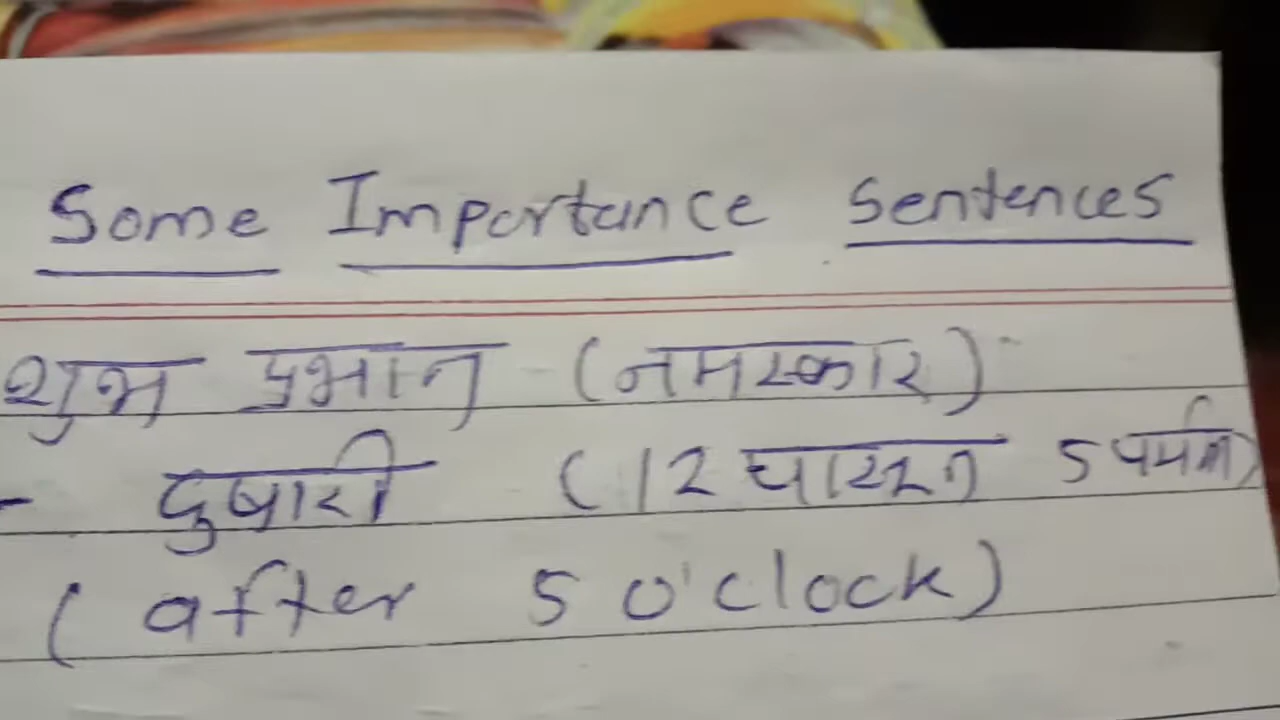 Some Importance Sentences
शुभ प्रभात (नमस्कार)
- दुपारी (12 पासून 5 पर्यंत)
(after 5 o'clock)